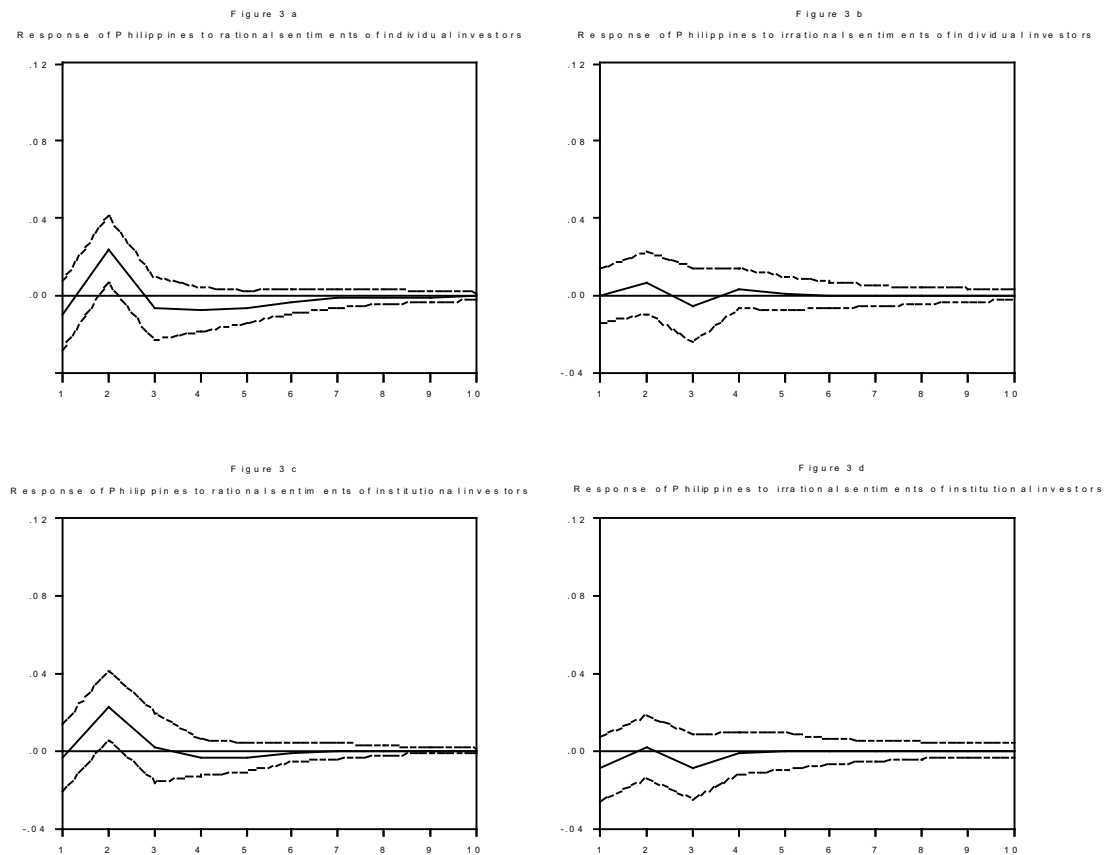 Figure 3 a
Response of Philippines to rational sentiments of individual investors
.12
.08
.04
.00
1 2 3 4 5 6 7 8 9 10
Figure 3 b
Response of Philippines to irrational sentiments of individual investors
.12
.08
.04
.00
-.04
1 2 3 4 5 6 7 8 9 10
Figure 3 c
Response of Philippines to rational sentiments of institutional investors
.12
.08
.04
.00
-.04
1 2 3 4 5 6 7 8 9 10
Figure 3 d
Response of Philippines to irrational sentiments of institutional investors
.12
.08
.04
.00
-.04
1 2 3 4 5 6 7 8 9 10